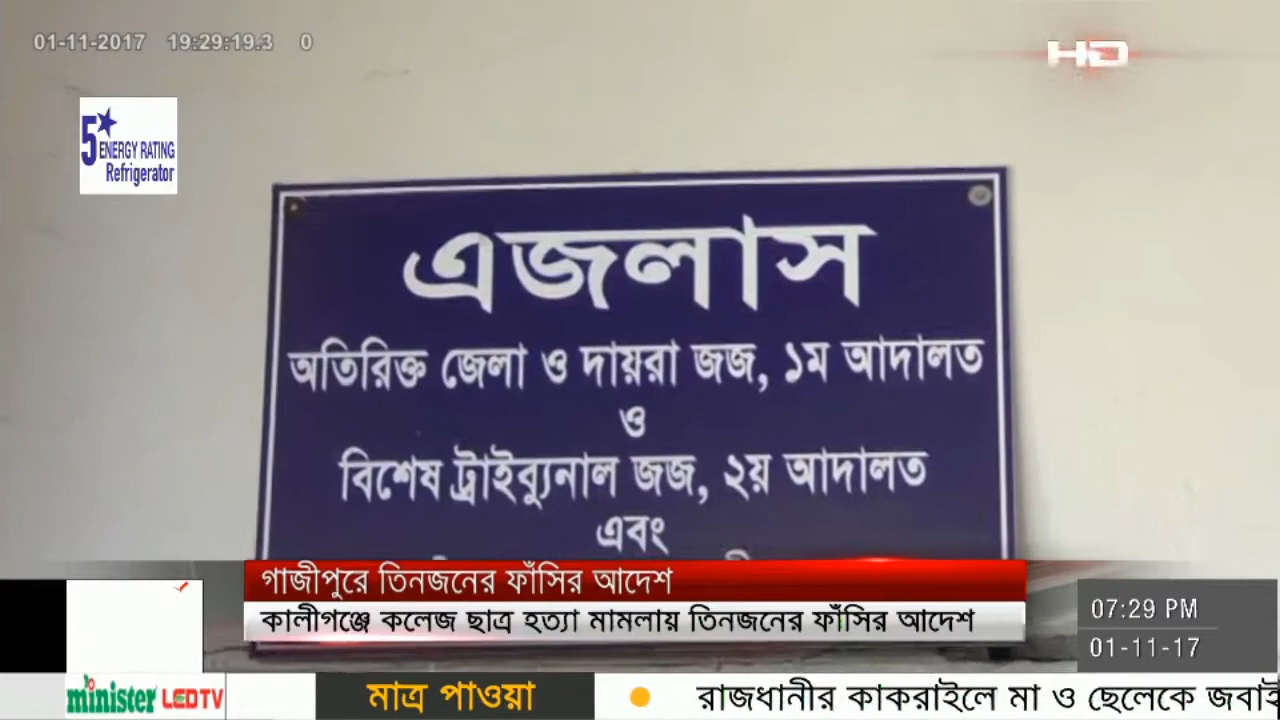 01-11-2017 19:29:19.3 0
HD
5 ENERGY RATING
Refrigerator
এজলাস
অতিরিক্ত জেলা ও দায়রা জজ, ১ম আদালত
ও
বিশেষ ট্রাইব্যুনাল জজ, ২য় আদালত
এবং
গাজীপুরে তিনজনের ফাঁসির আদেশ
কালীগঞ্জে কলেজ ছাত্র হত্যা মামলায় তিনজনের ফাঁসির আদেশ
07:29 PM
01-11-17
minister LEDTV
মাত্র পাওয়া
রাজধানীর কাকরাইলে মা ও ছেলেকে জবাই